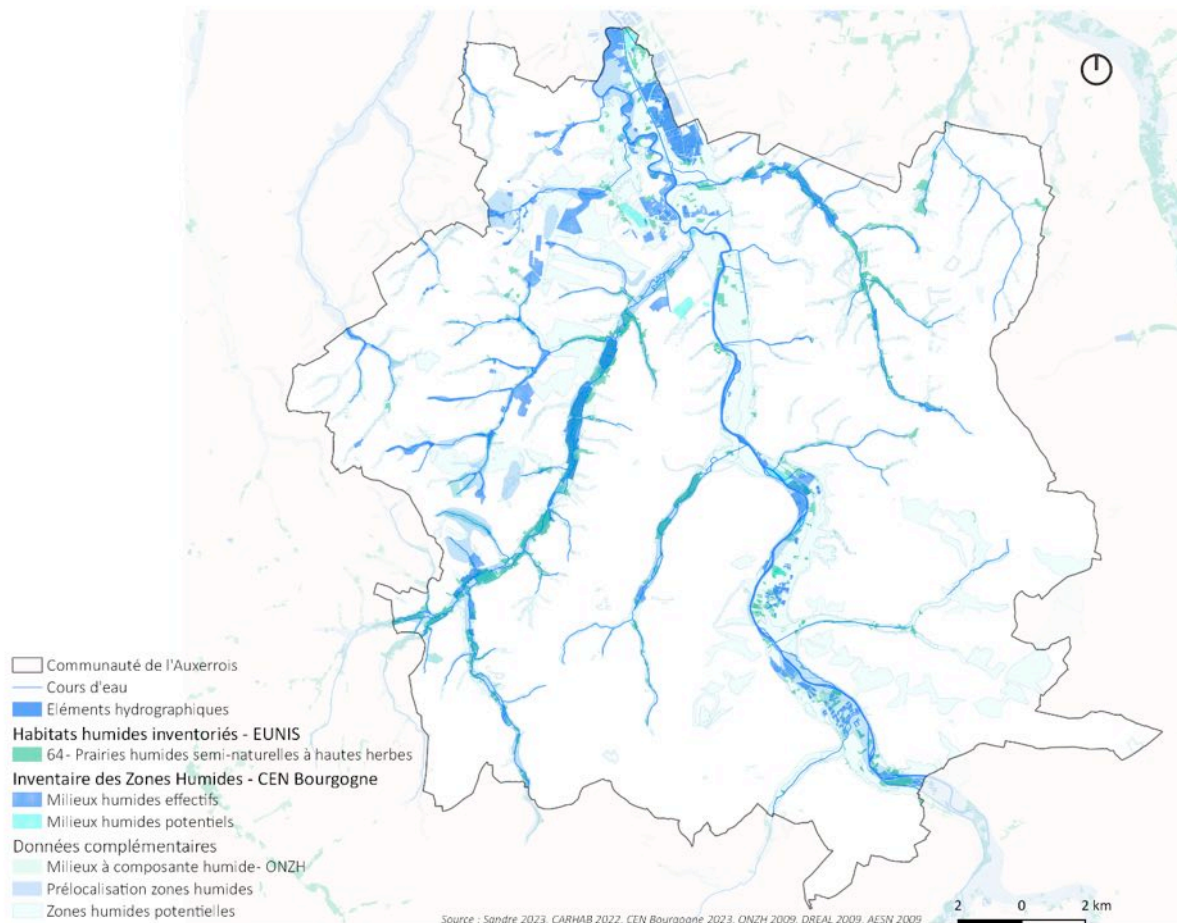 Communauté de l'Auxerrois
Cours d'eau
Eléments hydrographiques
Habitats humides inventoriés - EUNIS
64- Prairies humides semi-naturelles à hautes herbes
Inventaire des Zones Humides - CEN Bourgogne
Milieux humides effectifs
Milieux humides potentiels
Données complémentaires
Milieux à composante humide- ONZH
Prélocalisation zones humides
Zones humides potentielles
Source : Sandre 2023, CARHAB 2022, CEN Bourgogne 2023, ONZH 2009, DREAL 2009, AESN 2009
2 0 2 km